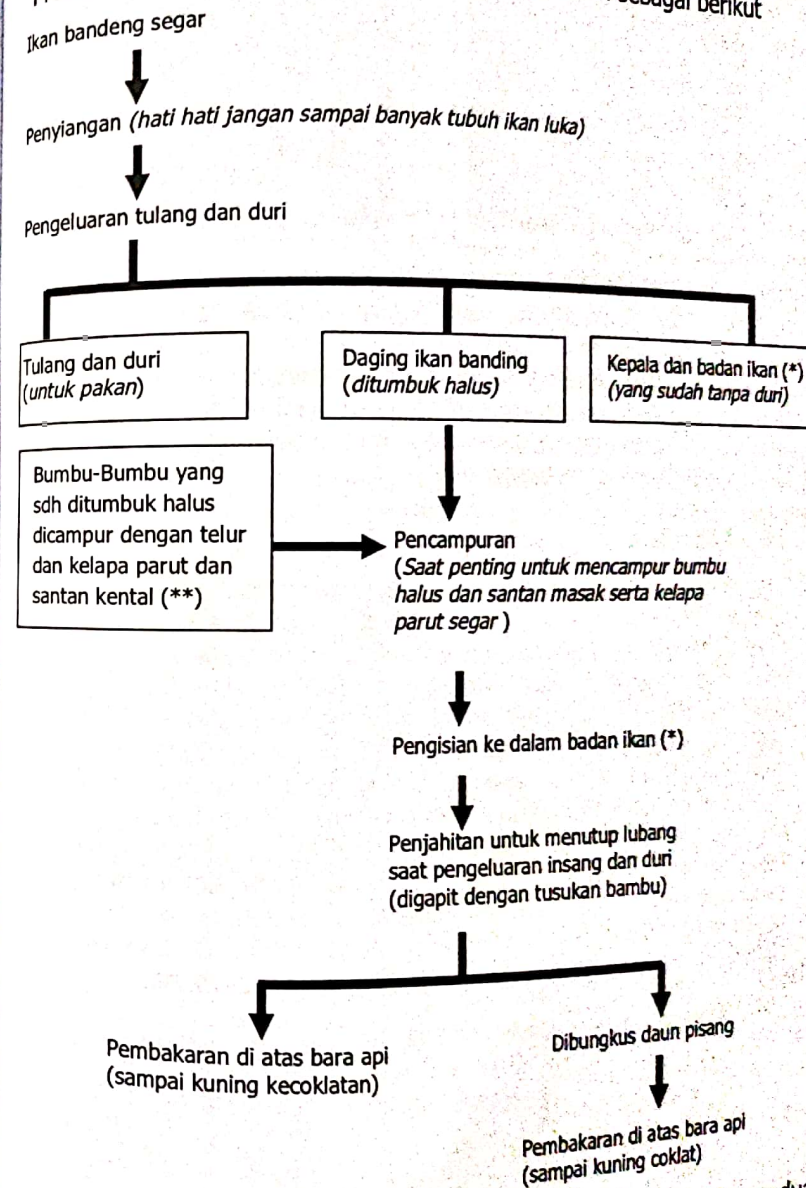 berikut
Ikan bandeng segar
Penyiangan (hati hati jangan sampai banyak tubuh ikan luka)
Pengeluaran tulang dan duri
Tulang dan duri
(untuk pakan)
Daging ikan banding
(ditumbuk halus)
Kepala dan badan ikan (*)
(yang sudah tanpa duri)
Bumbu-Bumbu yang
sdh ditumbuk halus
dicampur dengan telur
dan kelapa parut dan
santan kental (**)
Pencampuran
(Saat penting untuk mencampur bumbu
halus dan santan masak serta kelapa
parut segar )
Pengisian ke dalam badan ikan (*)
Penjahitan untuk menutup lubang
saat pengeluaran insang dan duri
(digapit dengan tusukan bambu)
Pembakaran di atas bara api
(sampai kuning kecoklatan)
Dibungkus daun pisang
Pembakaran di atas bara api
(sampai kuning coklat)